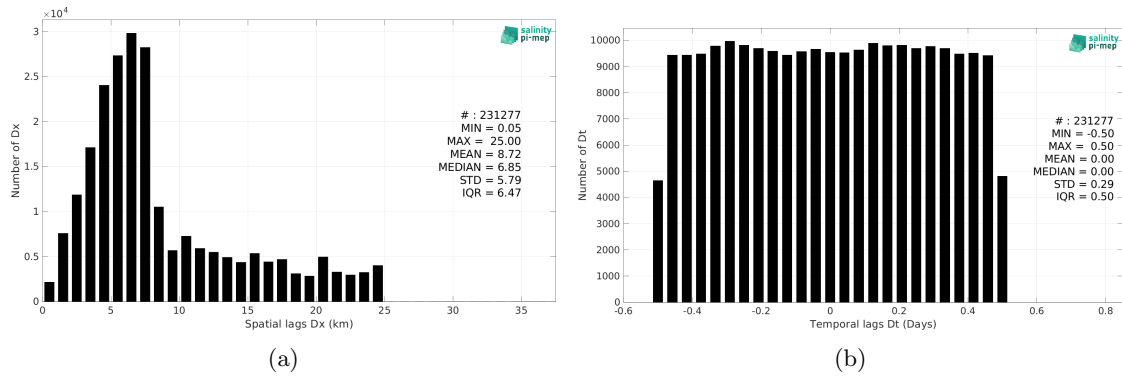 ×10⁴
3
2.5
2
1.5
1
0.5
0
Number of Dx
salinity
pi-mep
# : 231277
MIN = 0.05
MAX = 25.00
MEAN = 8.72
MEDIAN = 6.85
STD = 5.79
IQR = 6.47
0 5 10 15 20 25 30 35
Spatial lags Dx (km)
(a)
10000
9000
8000
7000
6000
5000
4000
3000
2000
1000
0
Number of Dt
salinity
pi-mep
# : 231277
MIN = -0.50
MAX = 0.50
MEAN = 0.00
MEDIAN = 0.00
STD = 0.29
IQR = 0.50
-0.6 -0.4 -0.2 0 0.2 0.4 0.6 0.8
Temporal lags Dt (Days)
(b)